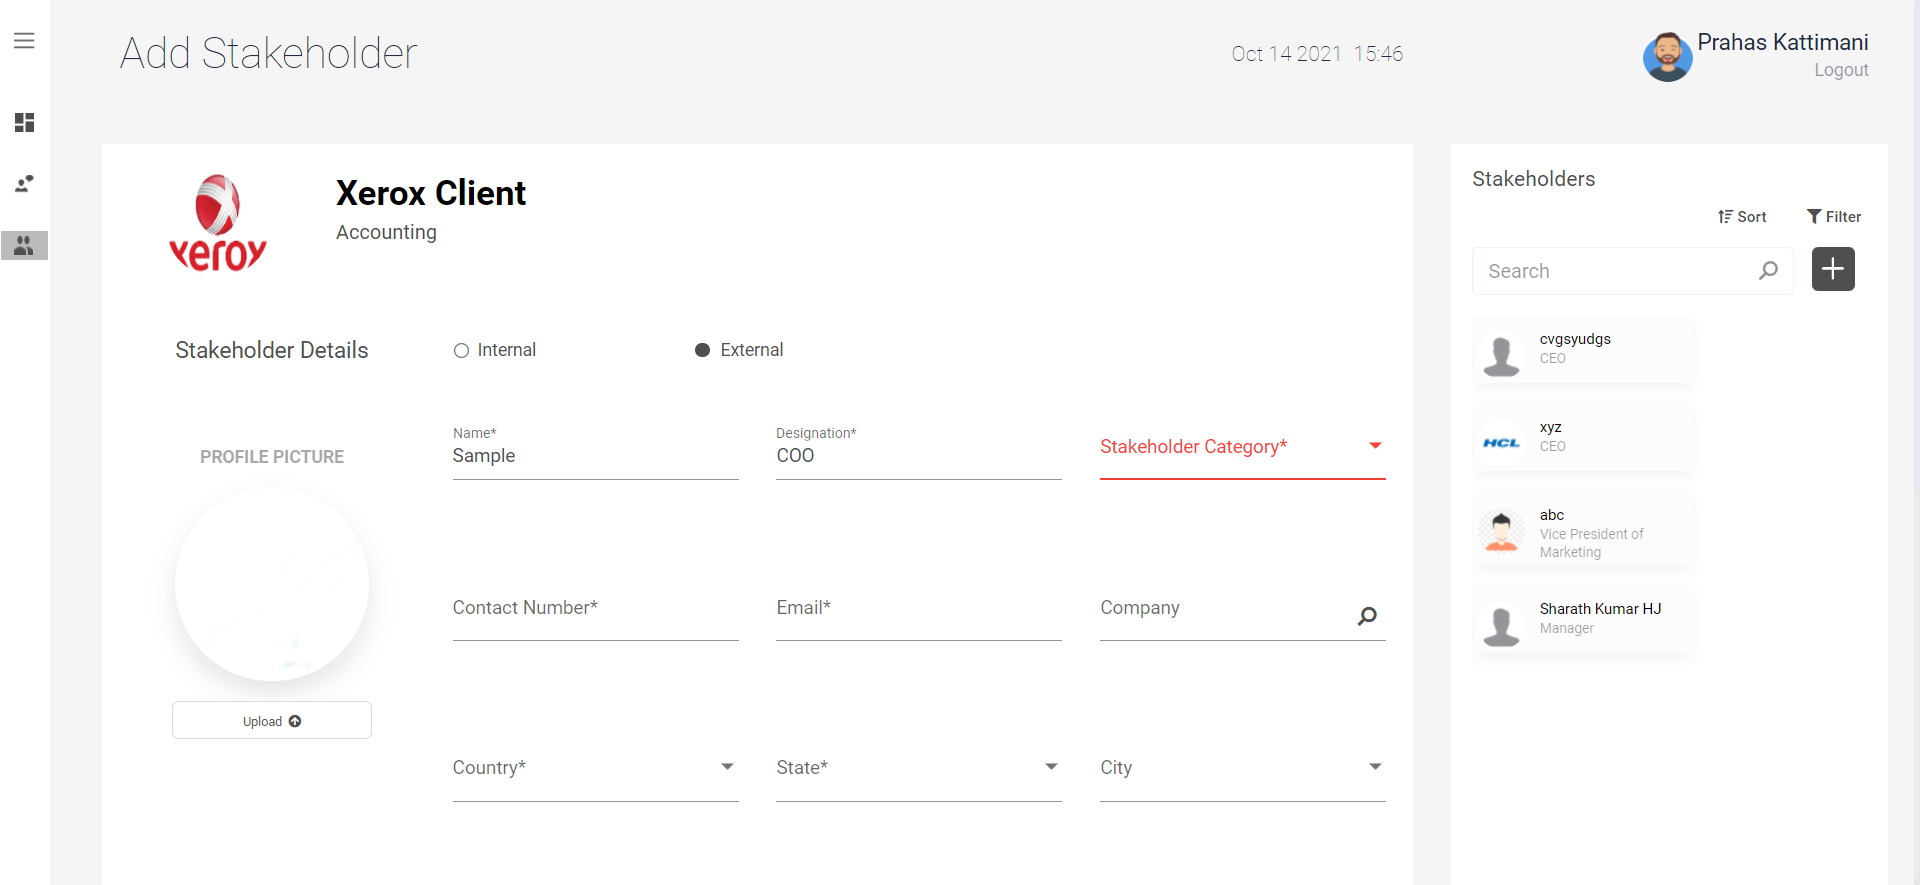 Add Stakeholder
Oct 14 2021 15:46
Prahas Kattimani
Logout
xerox
Xerox Client
Accounting
Stakeholder Details
Internal
External
PROFILE PICTURE
Upload
Name*
Sample
Designation*
COO
Stakeholder Category*
Contact Number*
Email*
Company
Country*
State*
City
Stakeholders
Sort
Filter
Search
cvgsyudgs
CEO
HCL
xyz
CEO
abc
Vice President of
Marketing
Sharath Kumar HJ
Manager